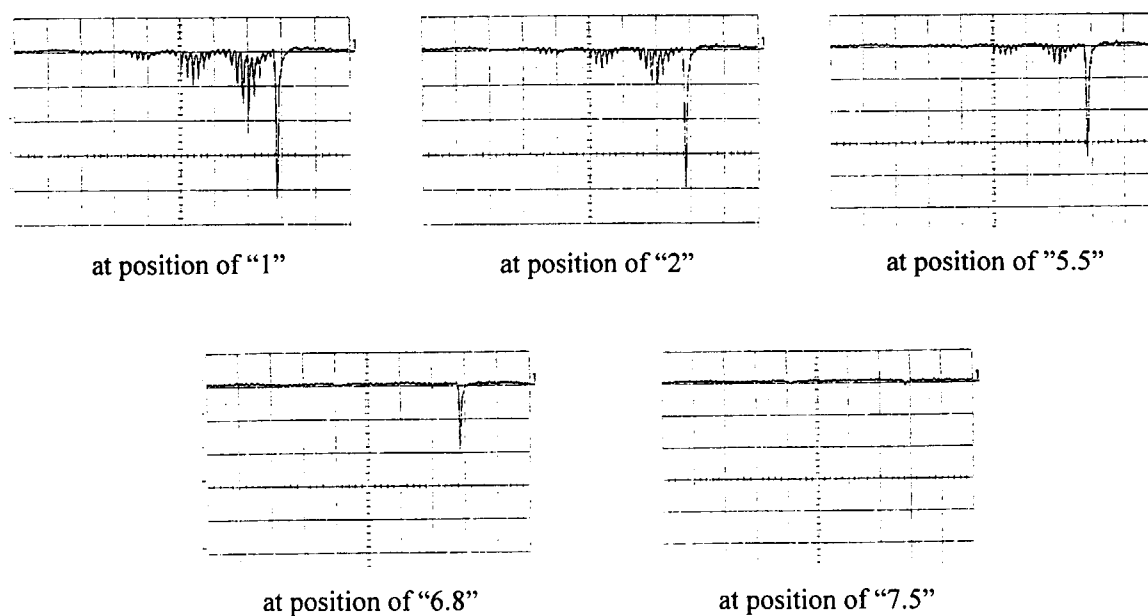 at position of “1”
at position of “2”
at position of ”5.5”
at position of “6.8”
at position of “7.5”